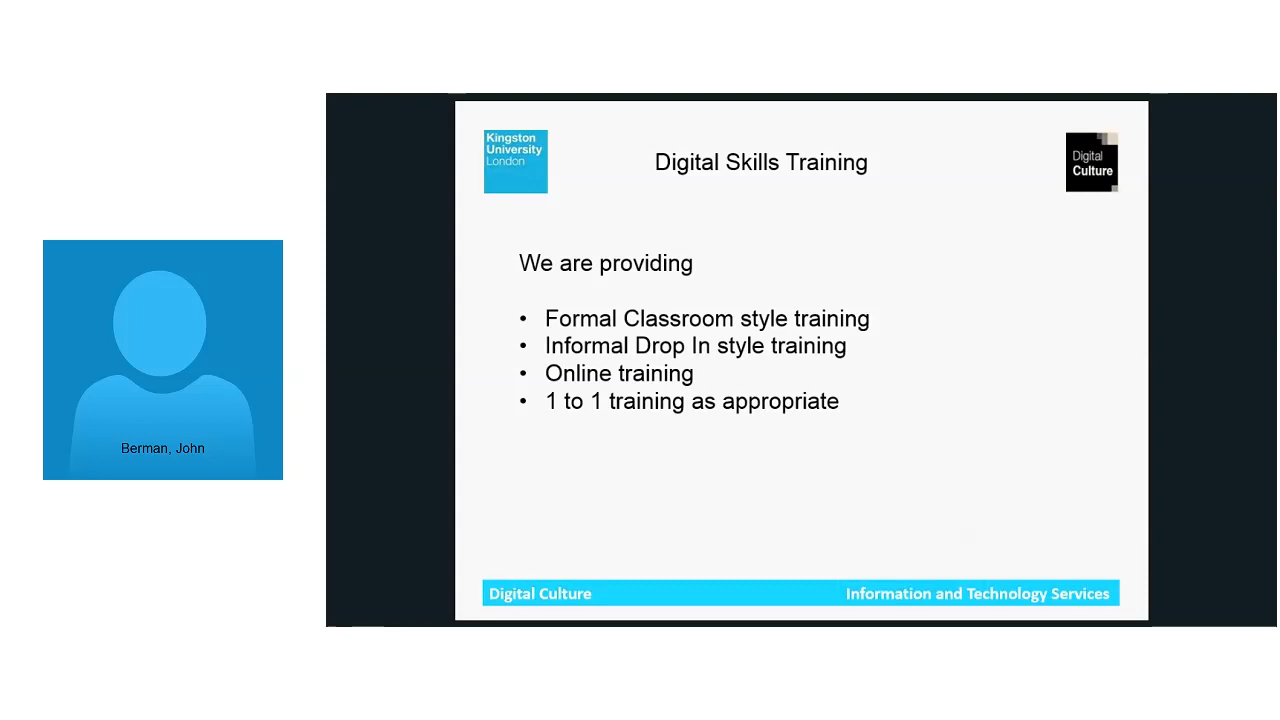 Kingston
University
London
Digital Skills Training
Digital
Culture
We are providing
• Formal Classroom style training
• Informal Drop In style training
• Online training
• 1 to 1 training as appropriate
Berman, John
Digital Culture
Information and Technology Services